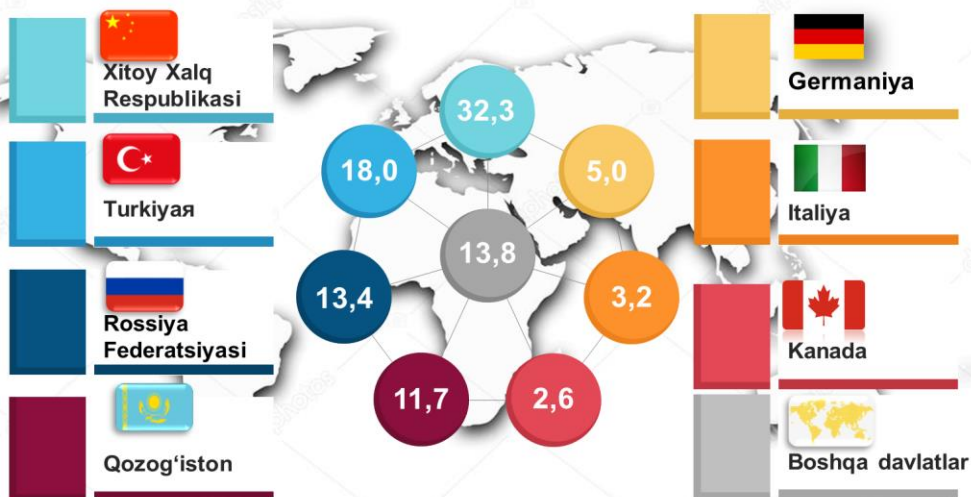 Xitoy Xalq
Respublikasi
Turkiyaя
Rossiya
Federatsiyasi
Qozog‘iston
32,3
18,0
5,0
13,8
13,4
3,2
11,7
2,6
Germaniya
Italiya
Kanada
Boshqa davlatlar